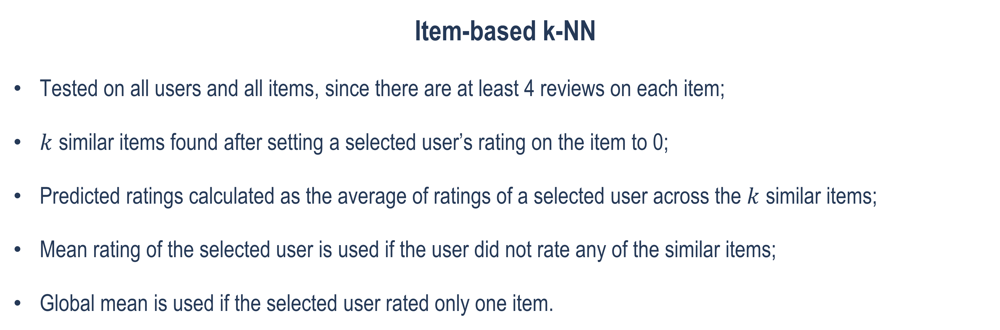 Item-based k-NN
• Tested on all users and all items, since there are at least 4 reviews on each item;
• k similar items found after setting a selected user’s rating on the item to 0;
• Predicted ratings calculated as the average of ratings of a selected user across the k similar items;
• Mean rating of the selected user is used if the user did not rate any of the similar items;
• Global mean is used if the selected user rated only one item.